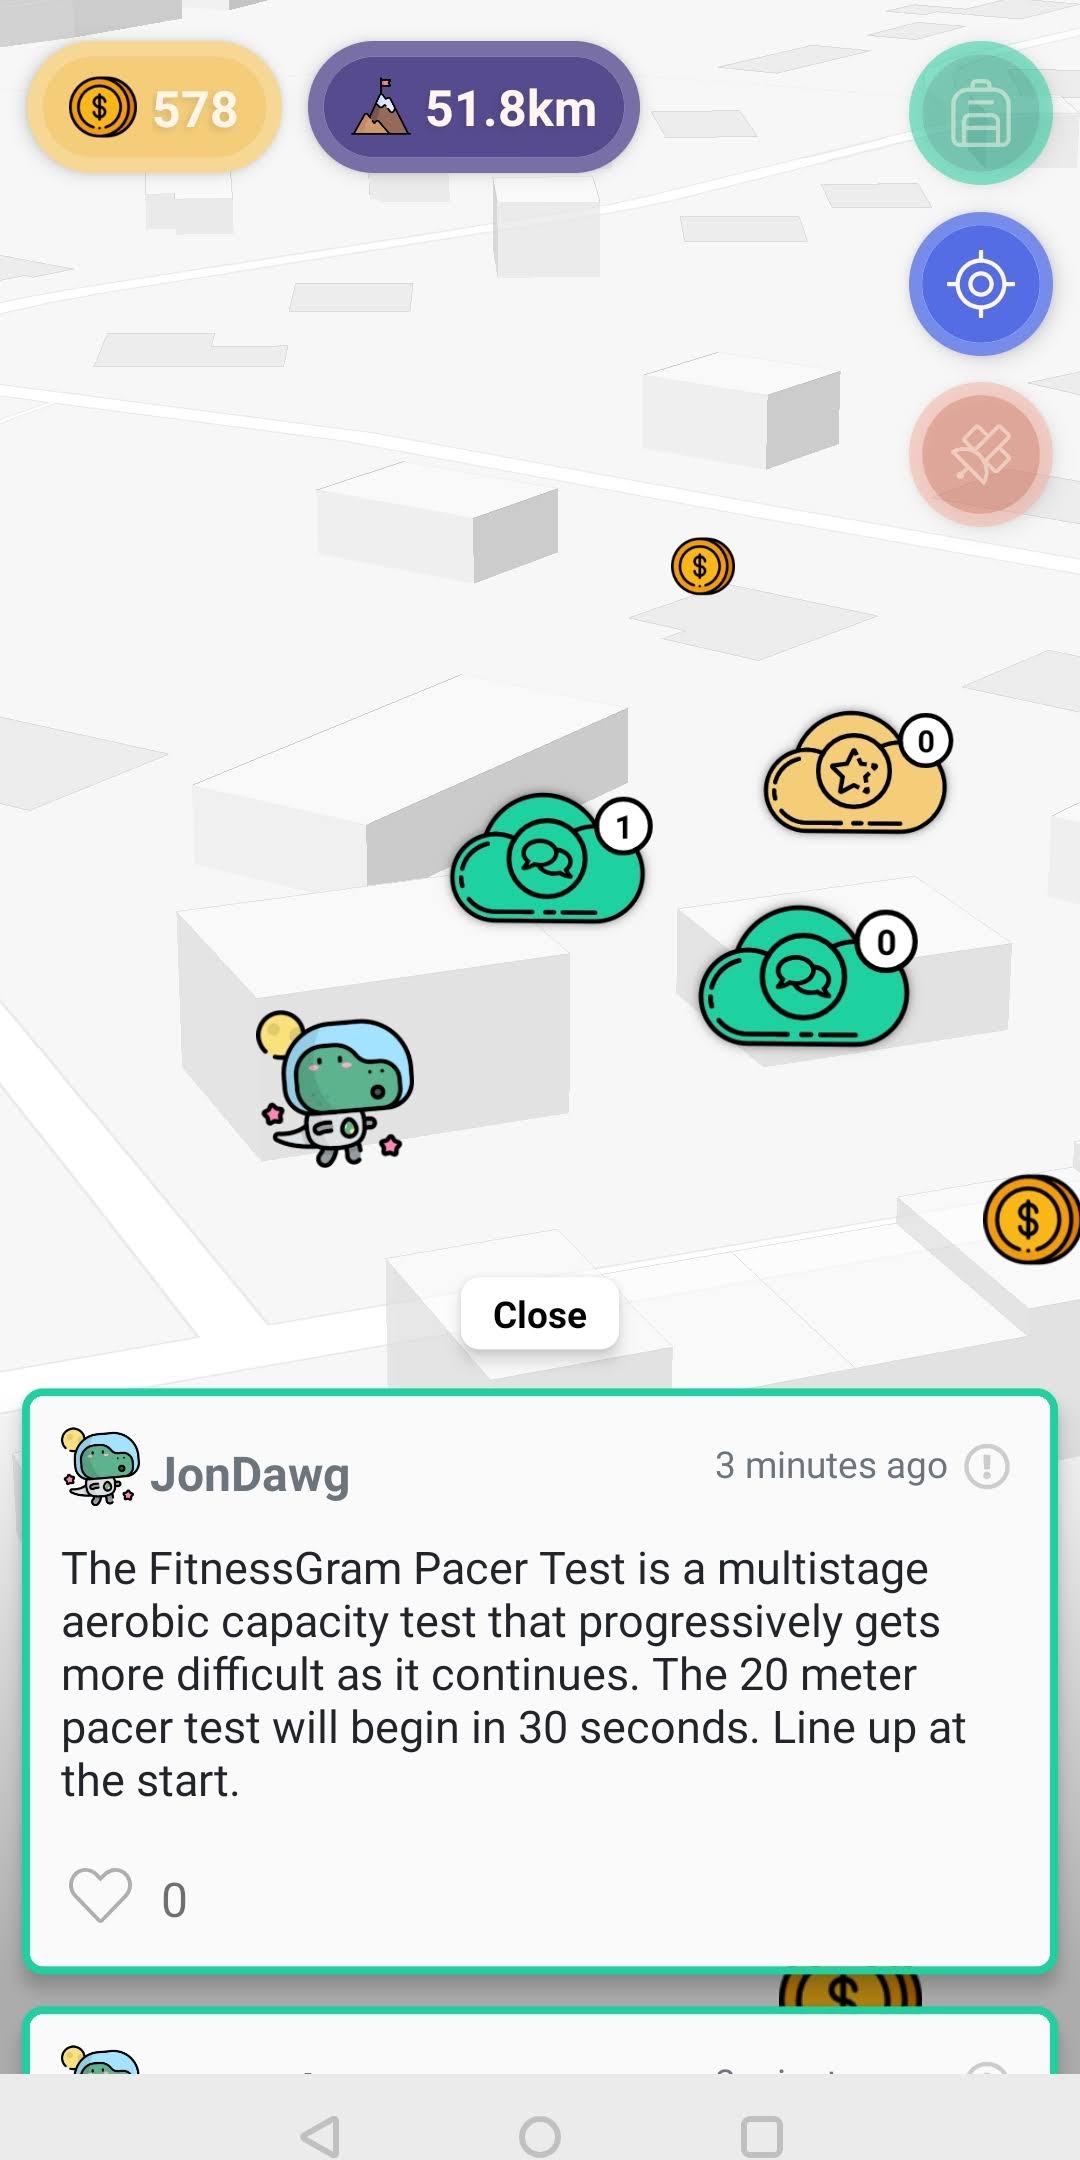 578
51.8km
0
1
0
Close
JonDawg
3 minutes ago
The FitnessGram Pacer Test is a multistage
aerobic capacity test that progressively gets
more difficult as it continues. The 20 meter
pacer test will begin in 30 seconds. Line up at
the start.
0